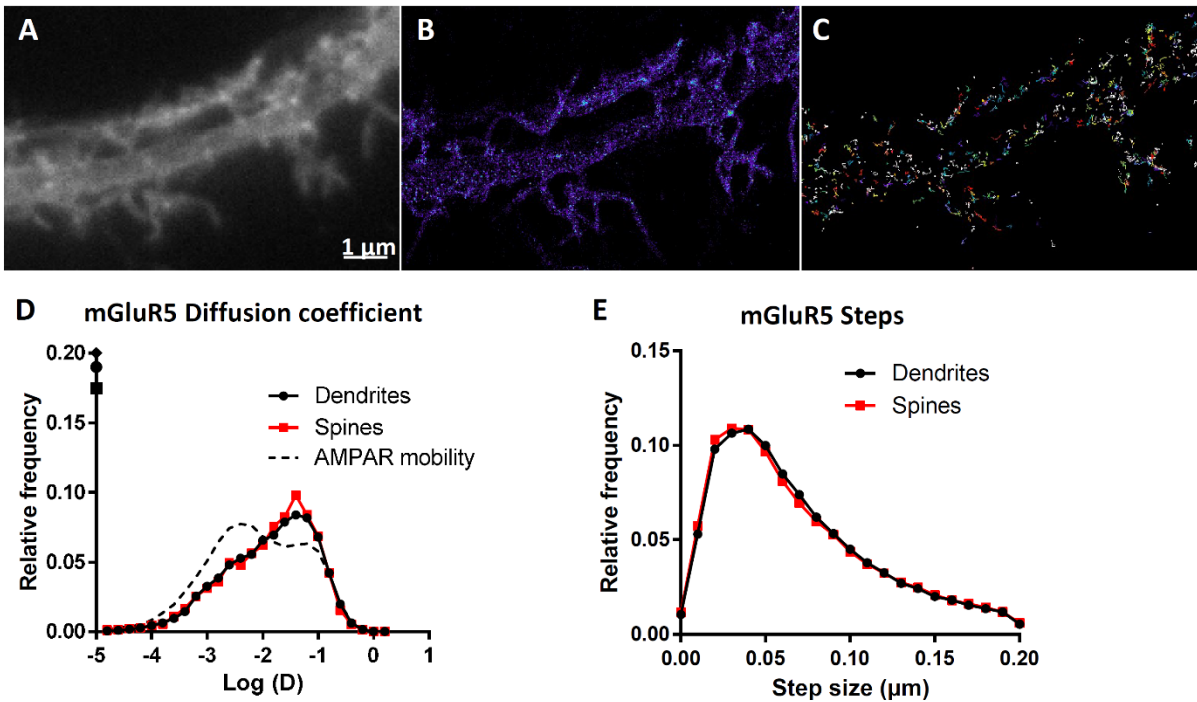 A
B
C
1 µm
D
mGluR5 Diffusion coefficient
0.20
0.15
0.10
0.05
0.00
Relative frequency
Dendrites
Spines
AMPAR mobility
-5
-4
-3
-2
-1
0
1
Log (D)
E
mGluR5 Steps
0.15
0.10
0.05
0.00
Relative frequency
Dendrites
Spines
0.00
0.05
0.10
0.15
0.20
Step size (µm)